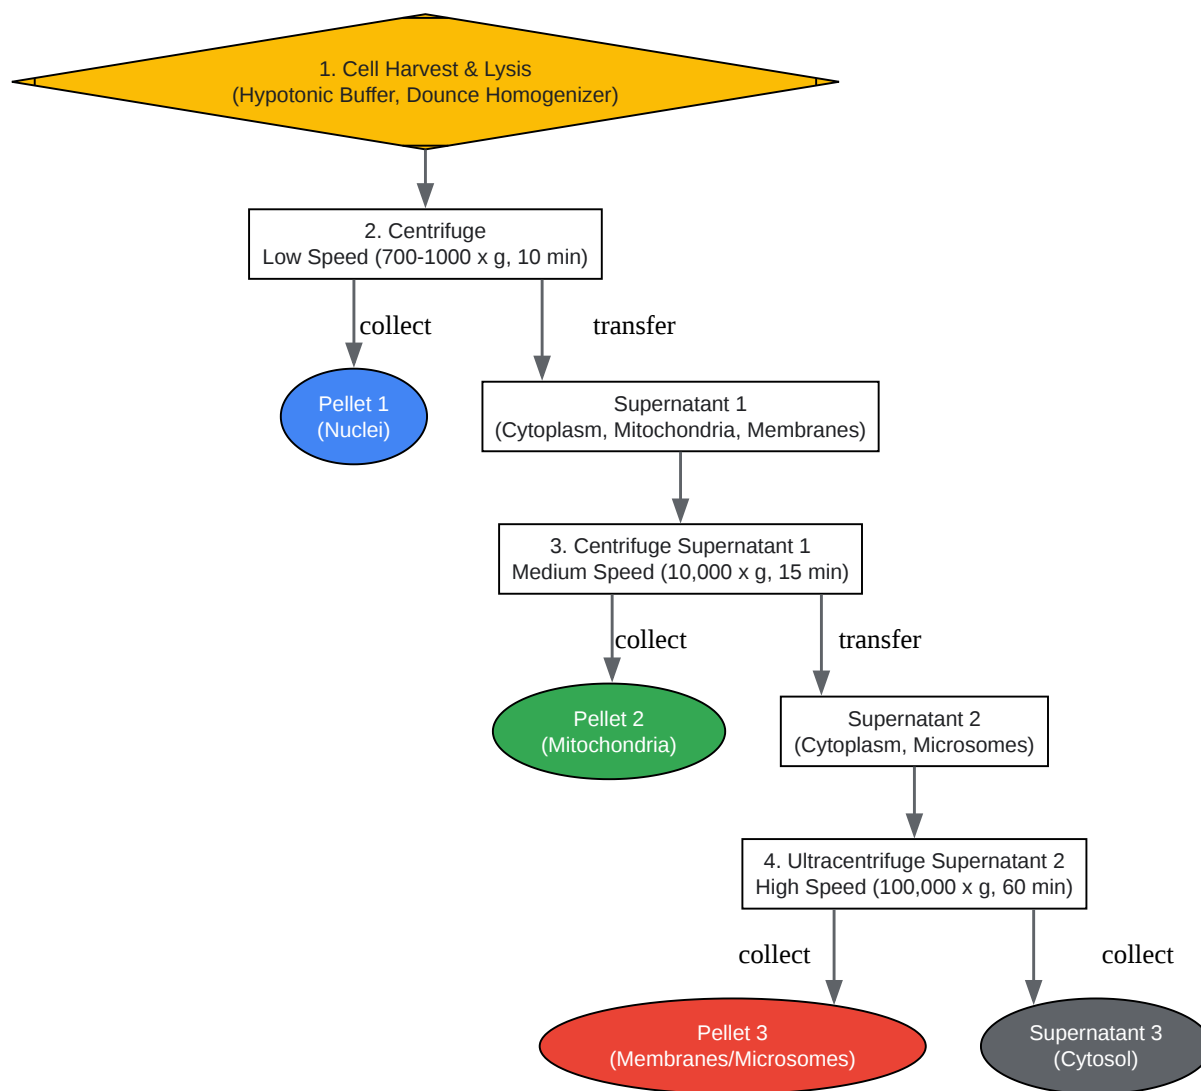 1. Cell Harvest & Lysis
(Hypotonic Buffer, Dounce Homogenizer)
2. Centrifuge
Low Speed (700-1000 x g, 10 min)
collect
transfer
Pellet 1
(Nuclei)
Supernatant 1
(Cytoplasm, Mitochondria, Membranes)
3. Centrifuge Supernatant 1
Medium Speed (10,000 x g, 15 min)
collect
transfer
Pellet 2
(Mitochondria)
Supernatant 2
(Cytoplasm, Microsomes)
4. Ultracentrifuge Supernatant 2
High Speed (100,000 x g, 60 min)
collect
collect
Pellet 3
(Membranes/Microsomes)
Supernatant 3
(Cytosol)